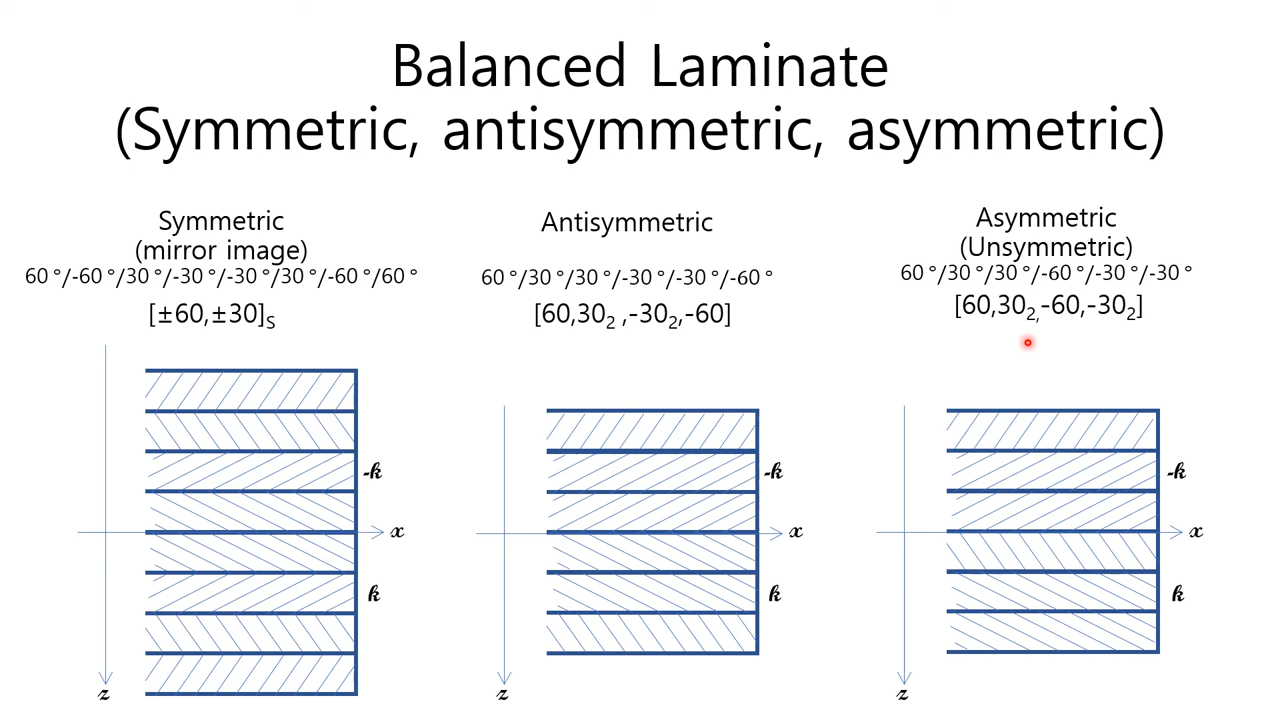 Balanced Laminate
(Symmetric, antisymmetric, asymmetric)
Symmetric
(mirror image)
60 °/-60 °/30 °/-30 °/-30 °/30 °/-60 °/60 °
[±60,±30]S
-k
x
k
z
Antisymmetric
60 °/30 °/30 °/-30 °/-30 °/-60 °
[60,302 ,-302,-60]
-k
x
k
z
Asymmetric
(Unsymmetric)
60 °/30 °/30 °/-60 °/-30 °/-30 °
[60,302,-60,-302]
-k
x
k
z